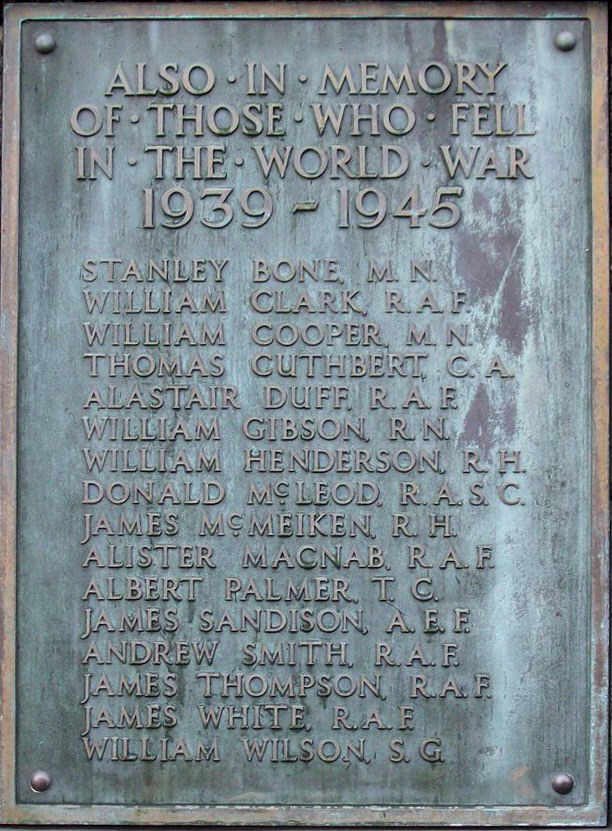 ALSO · IN · MEMORY
OF · THOSE · WHO · FELL
IN · THE · WORLD · WAR
1939 - 1945
STANLEY BONE, M. N.
WILLIAM CLARK, R.A.F.
WILLIAM COOPER, M. N.
THOMAS CUTHBERT, C. A.
ALASTAIR DUFF, R.A.F.
WILLIAM GIBSON, R.N.
WILLIAM HENDERSON, R. H.
DONALD McLEOD, R.A.S.C.
JAMES McMEIKEN, R.H.
ALISTER MACNAB, R.A.F.
ALBERT PALMER, T. C.
JAMES SANDISON, A.E.F.
ANDREW SMITH, R.A.F.
JAMES THOMPSON, R.A.F.
JAMES WHITE, R.A.F.
WILLIAM WILSON, S.G.